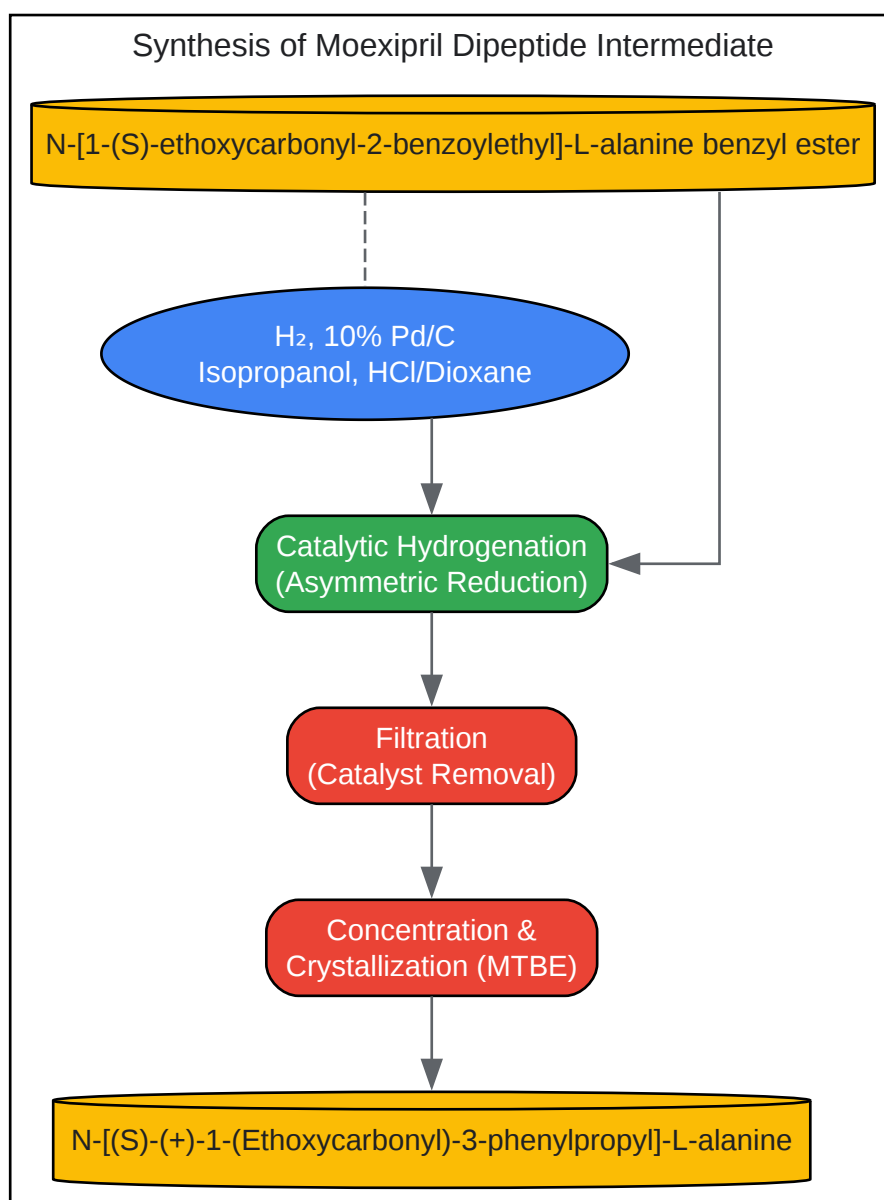 Synthesis of Moexipril Dipeptide Intermediate
N-[1-(S)-ethoxycarbonyl-2-benzoylethyl]-L-alanine benzyl ester
H₂, 10% Pd/C
Isopropanol, HCl/Dioxane
Catalytic Hydrogenation
(Asymmetric Reduction)
Filtration
(Catalyst Removal)
Concentration &
Crystallization (MTBE)
N-[(S)-(+)-1-(Ethoxycarbonyl)-3-phenylpropyl]-L-alanine